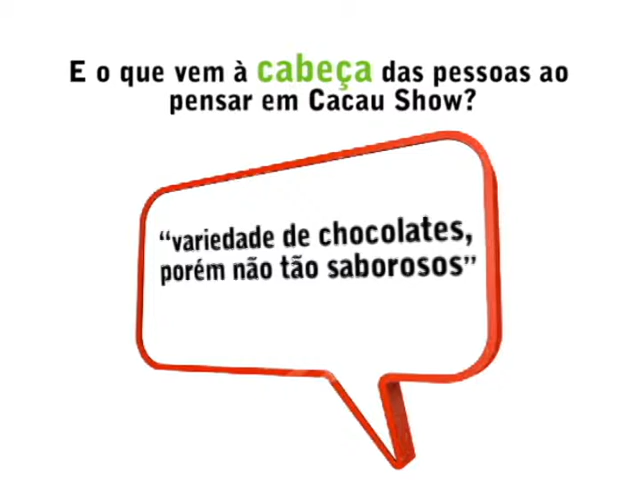 E o que vem à cabeça das pessoas ao
pensar em Cacau Show?
“variedade de chocolates,
porém não tão saborosos”